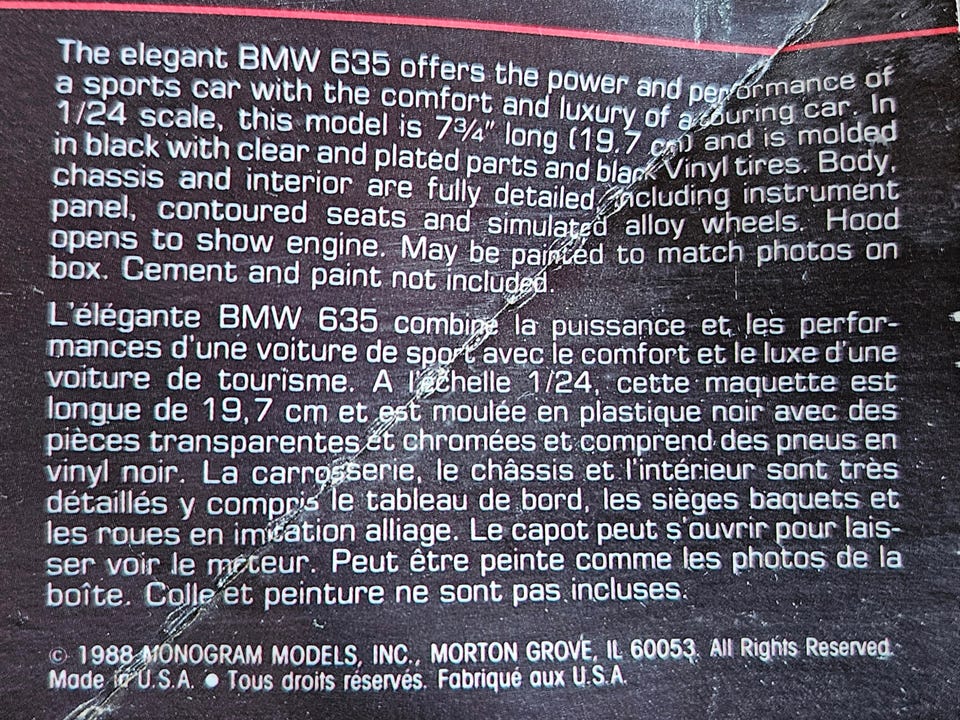 The elegant BMW 635 offers the power and performance of
a sports car with the comfort and luxury of a touring car. In
1/24 scale, this model is 7¾" long (19.7 cm) and is molded
in black with clear and plated parts and black Vinyl tires. Body,
chassis and interior are fully detailed including instrument
panel, contoured seats and simulated alloy wheels. Hood
opens to show engine. May be painted to match photos on
box. Cement and paint not included.
L'élégante BMW 635 combine la puissance et les perfor-
mances d'une voiture de sport avec le comfort et le luxe d'une
voiture de tourisme. A l'échelle 1/24, cette maquette est
longue de 19,7 cm et est moulée en plastique noir avec des
pièces transparentes et chromées et comprend des pneus en
vinyl noir. La carrosserie, le châssis et l'intérieur sont très
détaillés y compris le tableau de bord, les sièges baquets et
les roues en imitation alliage. Le capot peut s'ouvrir pour lais-
ser voir le moteur. Peut être peinte comme les photos de la
boîte. Colle et peinture ne sont pas incluses.
© 1988 MONOGRAM MODELS, INC., MORTON GROVE, IL 60053. All Rights Reserved.
Made in U.S.A. ● Tous droits réservés. Fabriqué aux U.S.A.